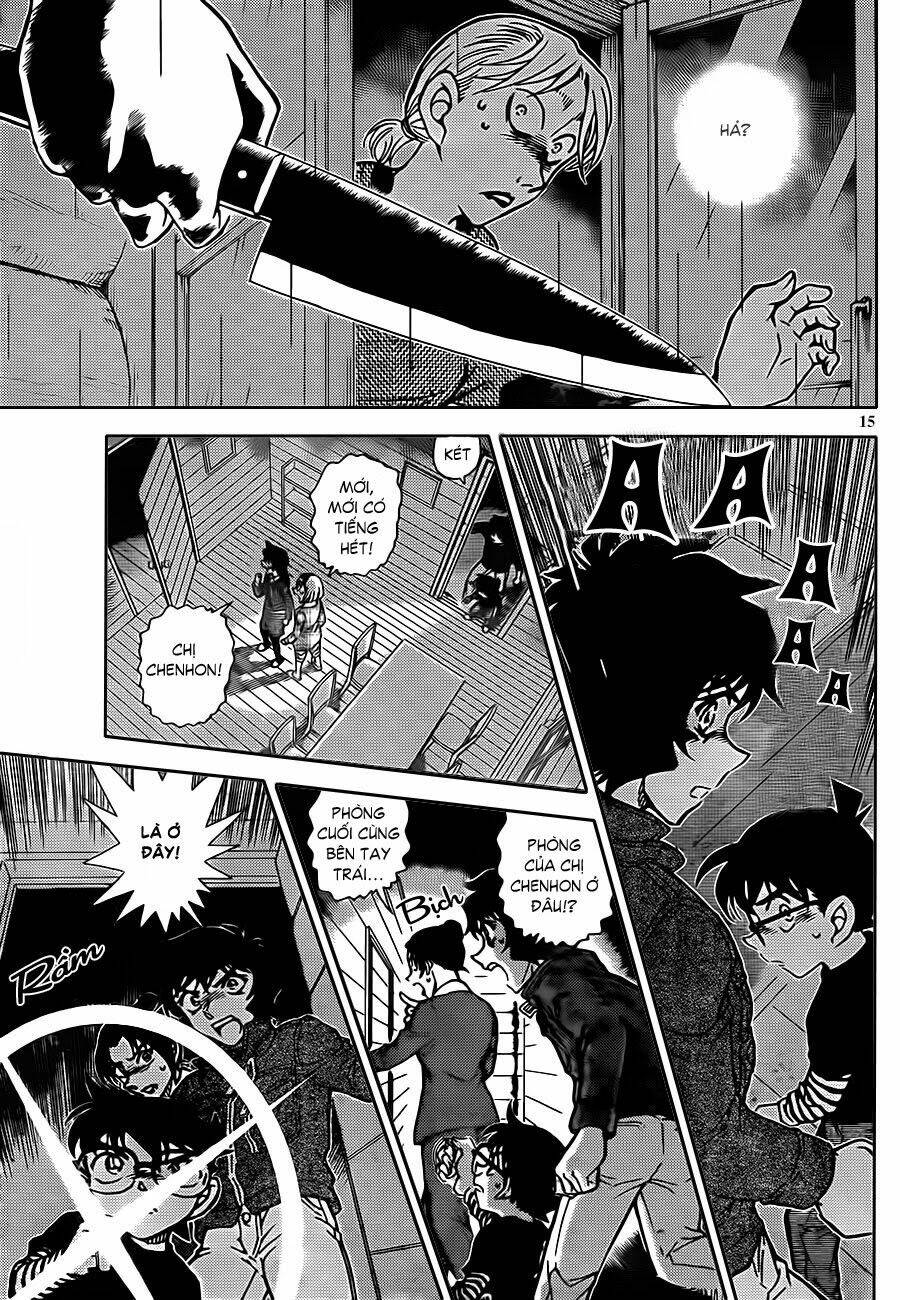 HẢ?
15
A A A A A A
KÉT
MỚI,
MỚI CÓ
TIẾNG
HÉT!
CHỊ
CHENHON!
PHÒNG
CỦA CHỊ
CHENHON Ở
ĐÂU!?
PHÒNG
CUỐI CÙNG
BÊN TAY
TRÁI...
Bịch
LÀ Ở
ĐÂY!
Rầm